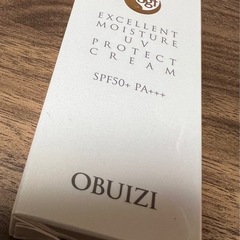 EXCELLENT
MOISTURE
UV
PROTECT
CREAM
SPF50+ PA+++
OBUIZI